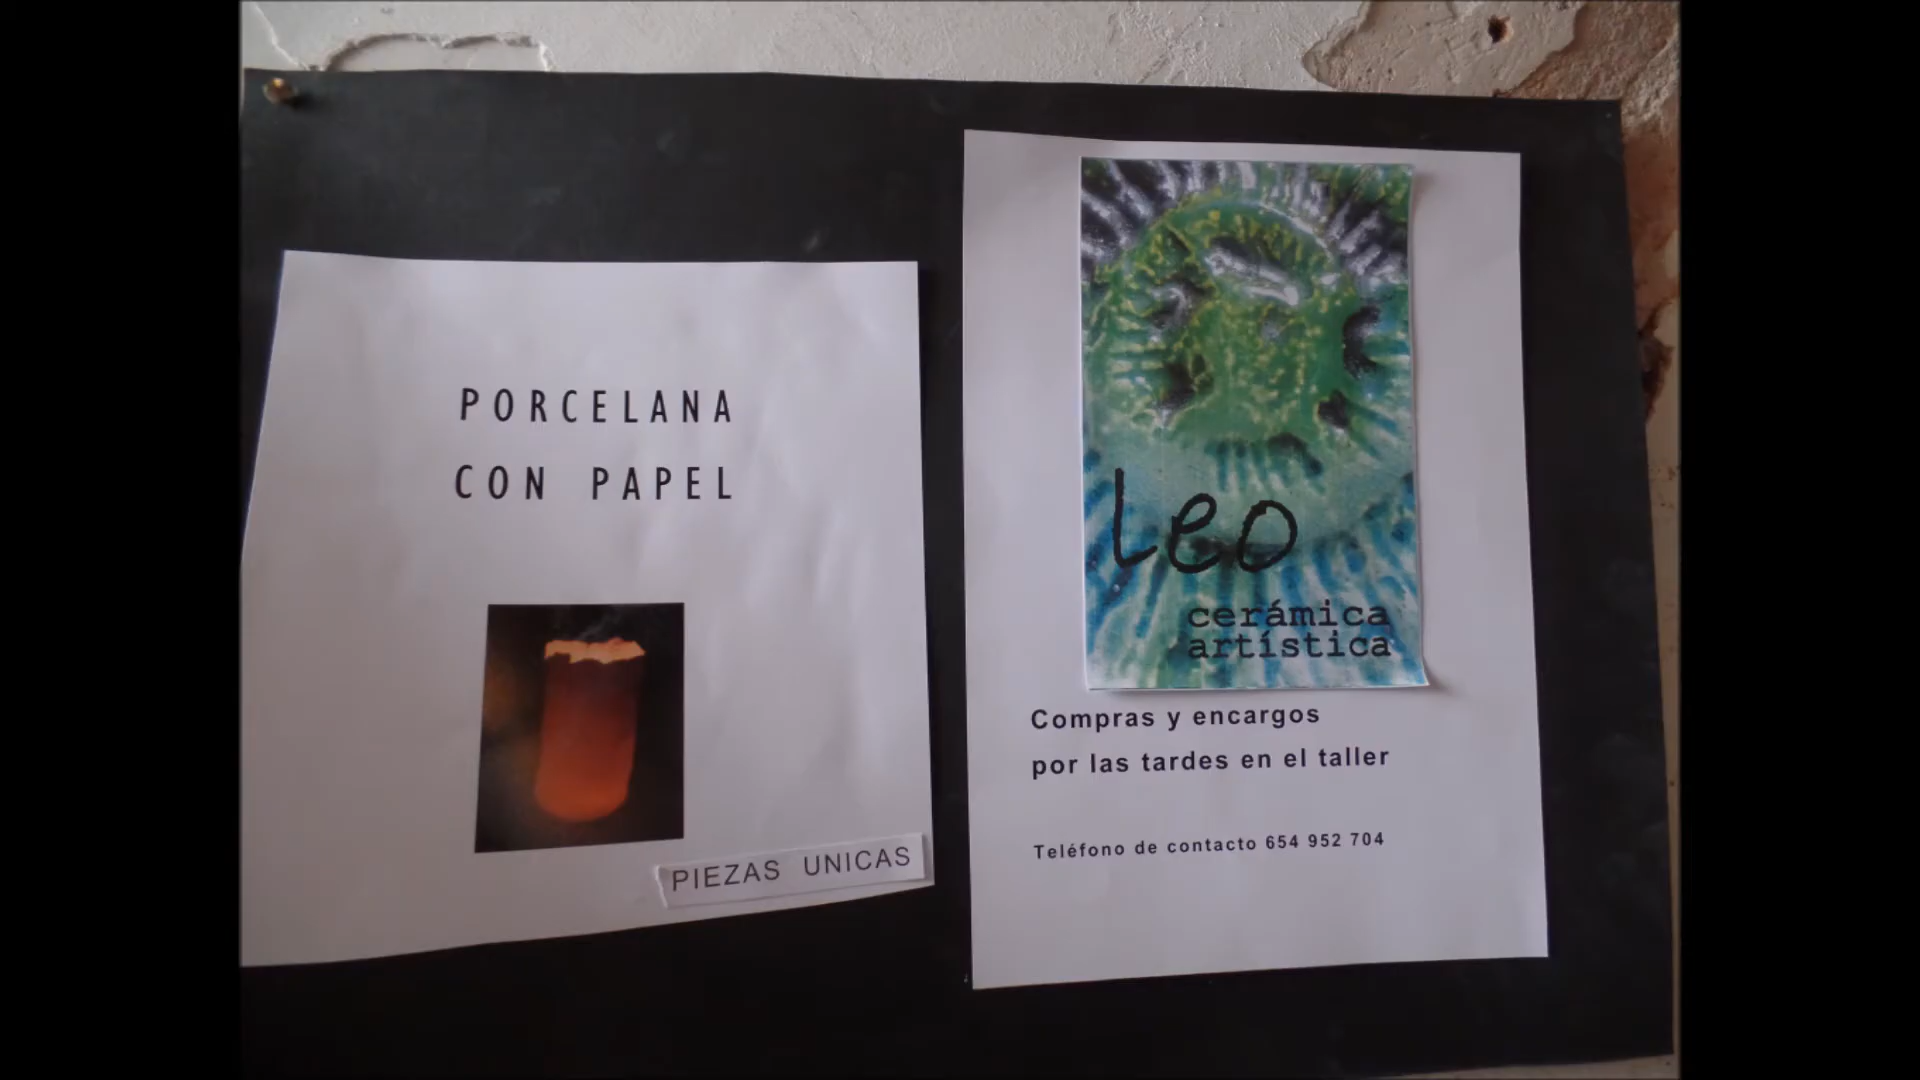 PORCELANA
CON PAPEL
PIEZAS UNICAS
Leo
cerámica
artística
Compras y encargos
por las tardes en el taller
Teléfono de contacto 654 952 704